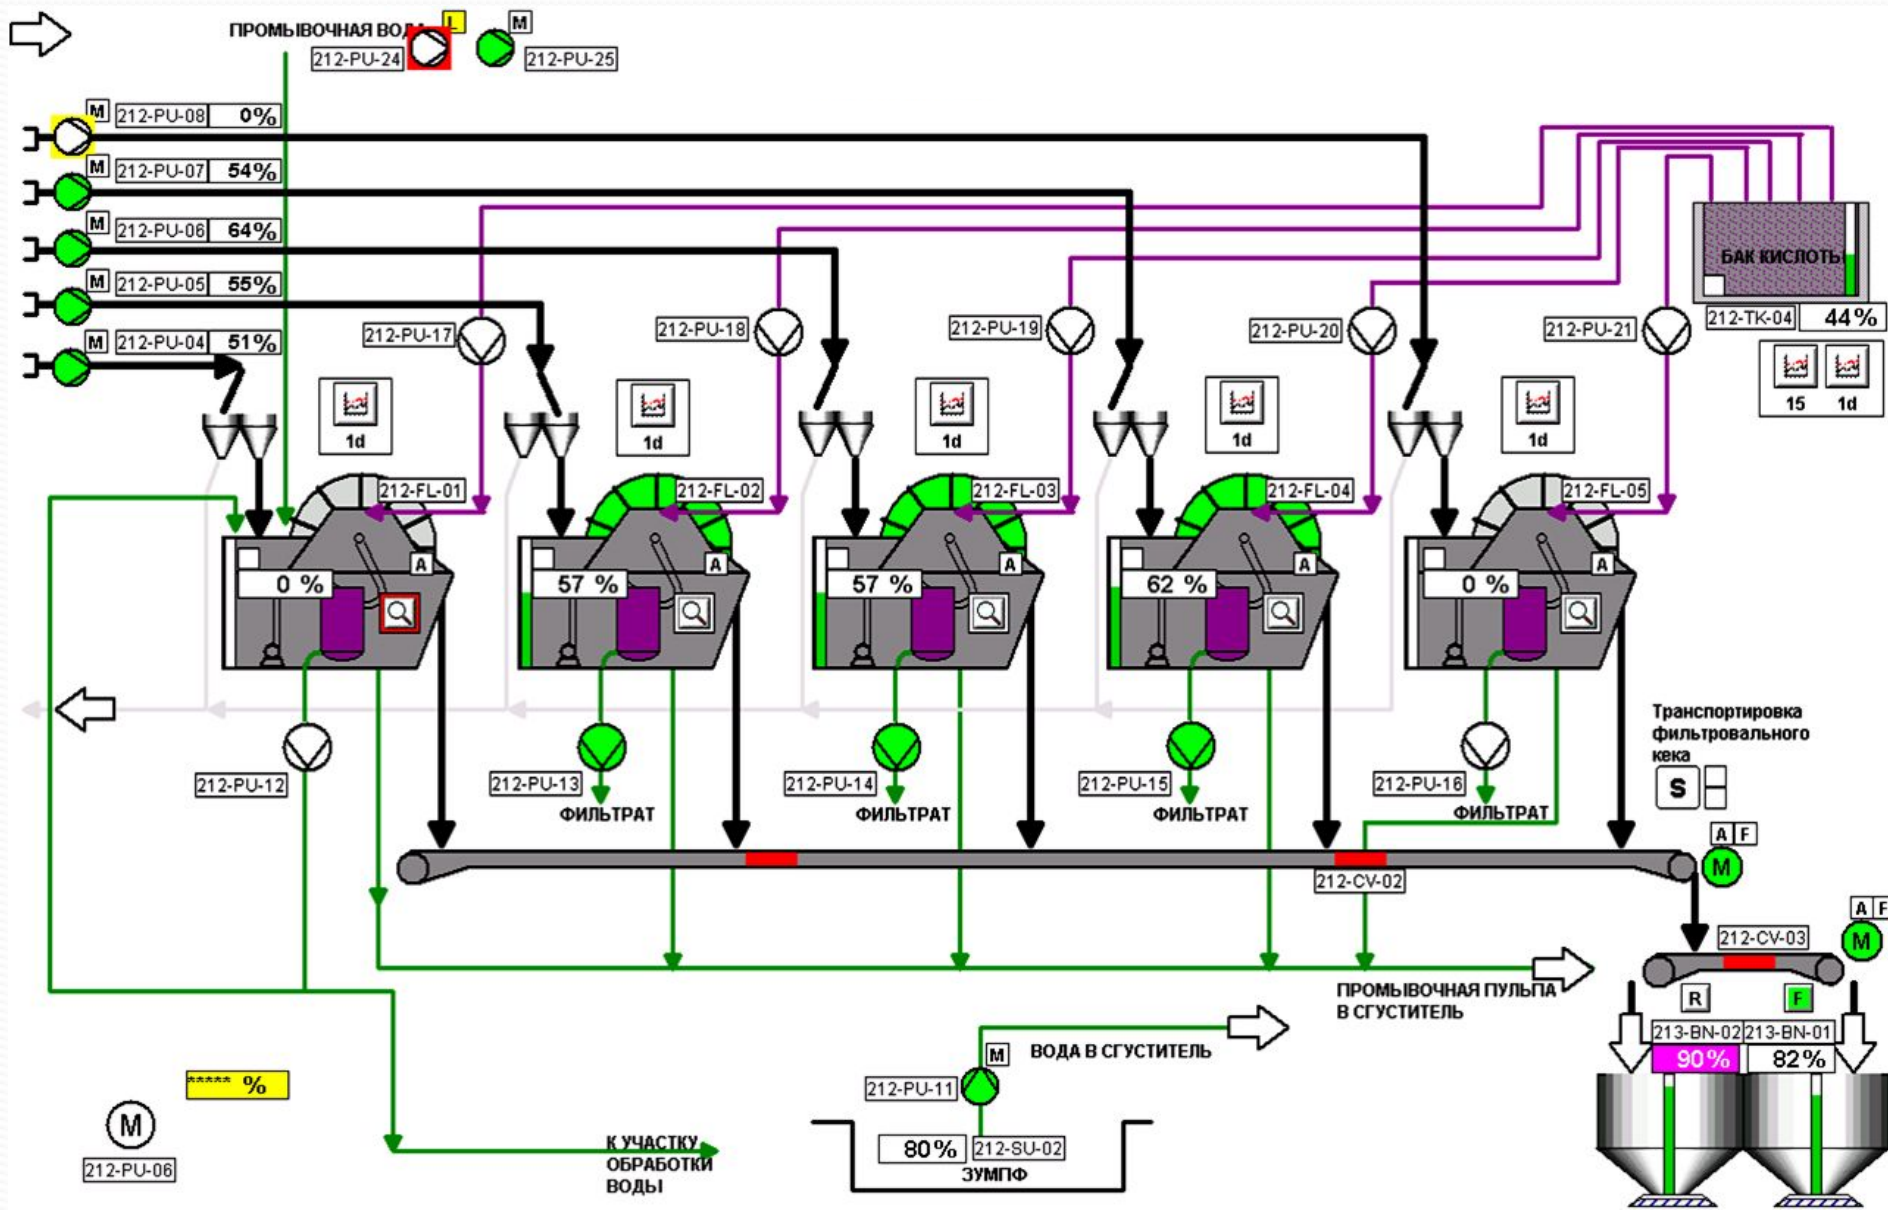 ПРОМЫВОЧНАЯ ВОД
L
M
212-PU-24
212-PU-25
M
212-PU-08 0%
M
212-PU-07 54%
M
212-PU-06 64%
M
212-PU-05 55%
M
212-PU-04 51%
212-PU-17
212-PU-18
212-PU-19
212-PU-20
212-PU-21
БАК КИСЛОТЫ
212-TK-04 44%
15 1d
1d
1d
1d
1d
1d
212-FL-01
212-FL-02
212-FL-03
212-FL-04
212-FL-05
A
A
A
A
A
0 %
57 %
57 %
62 %
0 %
212-PU-12
212-PU-13
212-PU-14
212-PU-15
212-PU-16
ФИЛЬТРАТ
ФИЛЬТРАТ
ФИЛЬТРАТ
ФИЛЬТРАТ
Транспортировка
фильтровального
кека
S
A F
M
212-CV-02
A F
M
212-CV-03
R
F
ПРОМЫВОЧНАЯ ПУЛЬПА
В СГУСТИТЕЛЬ
213-BN-02 213-BN-01
90% 82%
M
ВОДА В СГУСТИТЕЛЬ
212-PU-11
80% 212-SU-02
ЗУМПФ
***** %
M
212-PU-06
К УЧАСТКУ
ОБРАБОТКИ
ВОДЫ